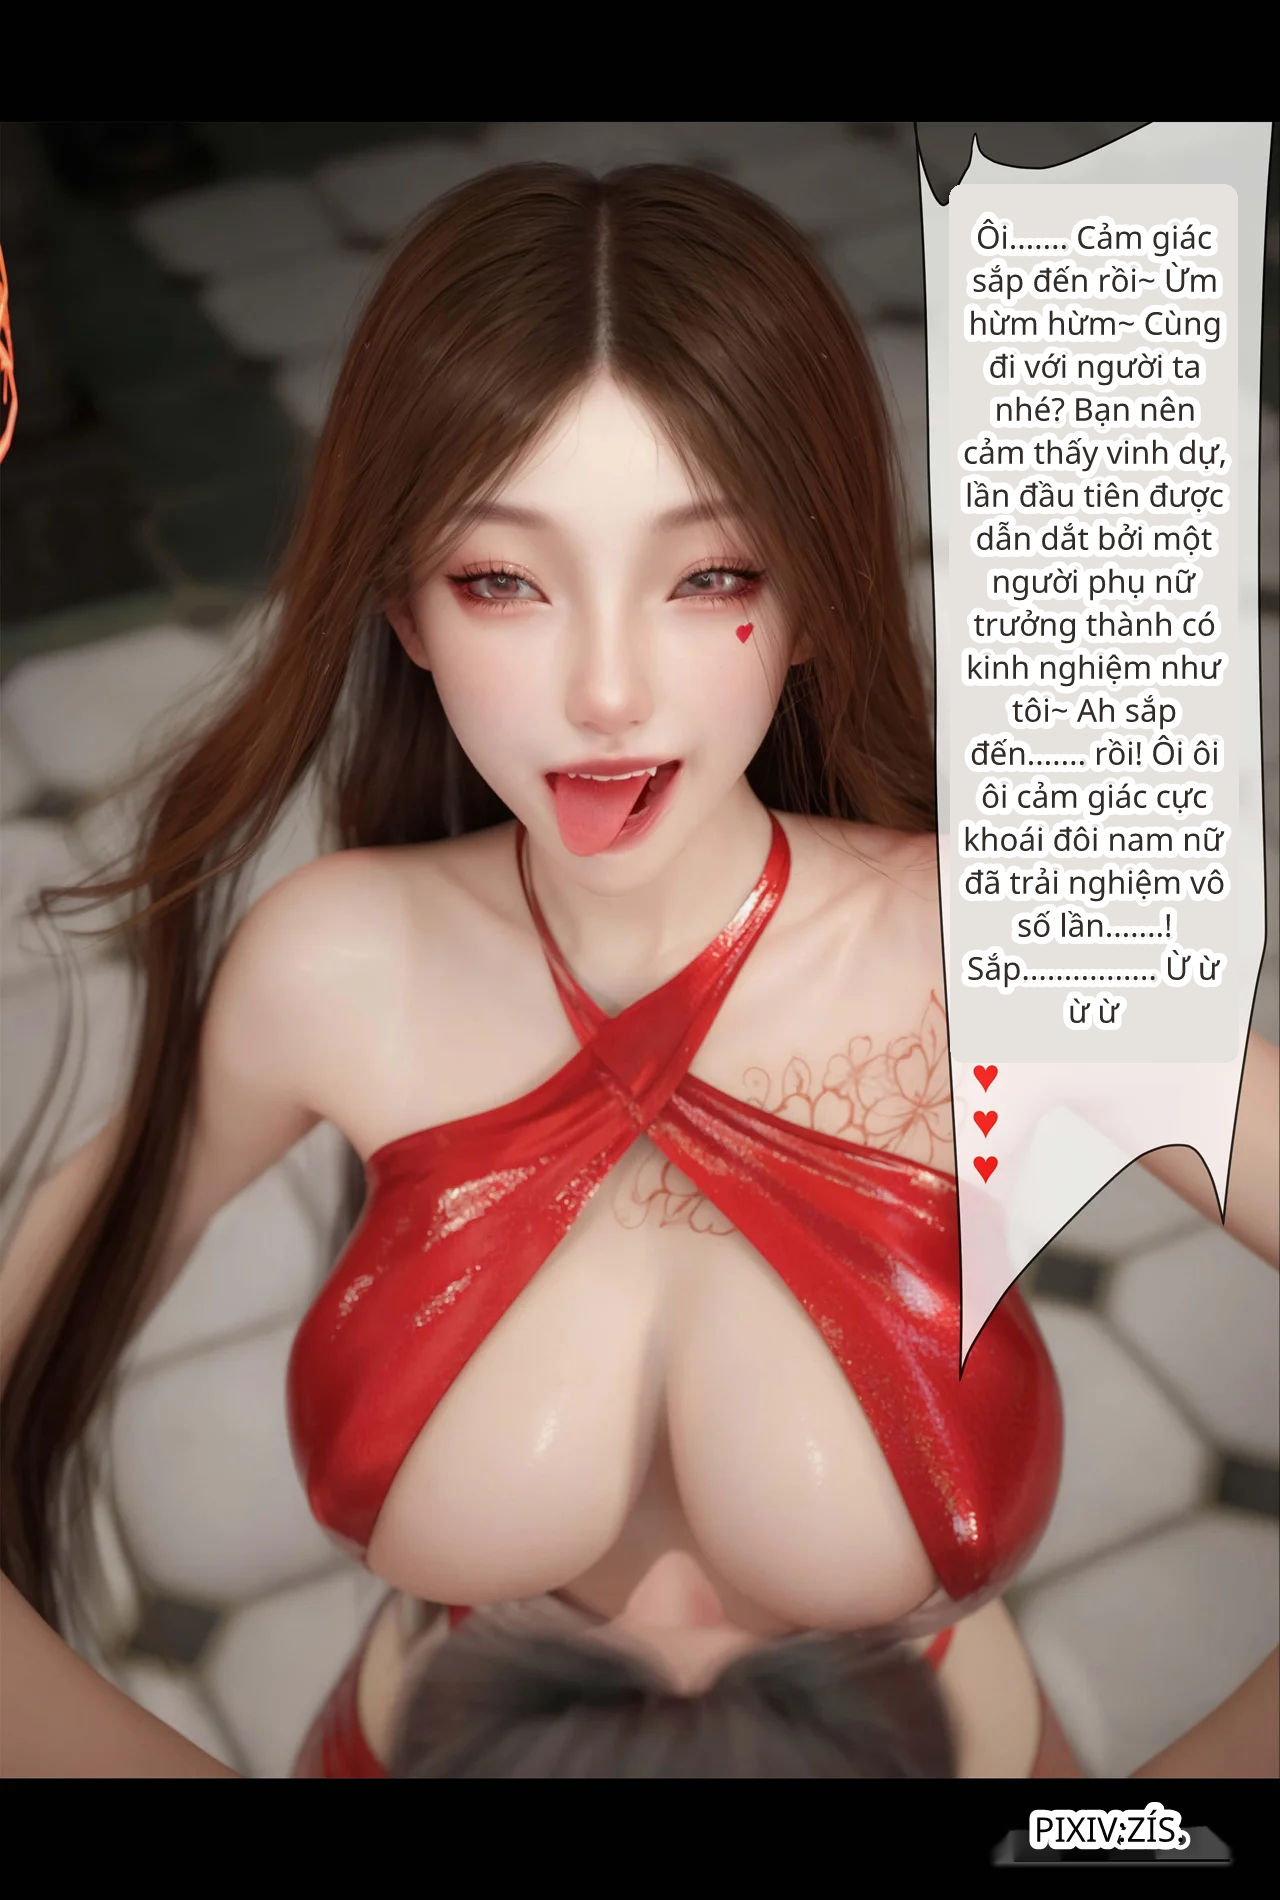 Ôi....... Cảm giác
sắp đến rồi~ Ừm
hừm hừm~ Cùng
đi với người ta
nhé? Bạn nên
cảm thấy vinh dự,
lần đầu tiên được
dẫn dắt bởi một
người phụ nữ
trưởng thành có
kinh nghiệm như
tôi~ Ah sắp
đến....... rồi! Ôi ôi
ôi cảm giác cực
khoái đôi nam nữ
đã trải nghiệm vô
số lần.......!
Sắp................ Ừ ừ
ừ ừ
♥
♥
♥
PIXIV:ZÍS.